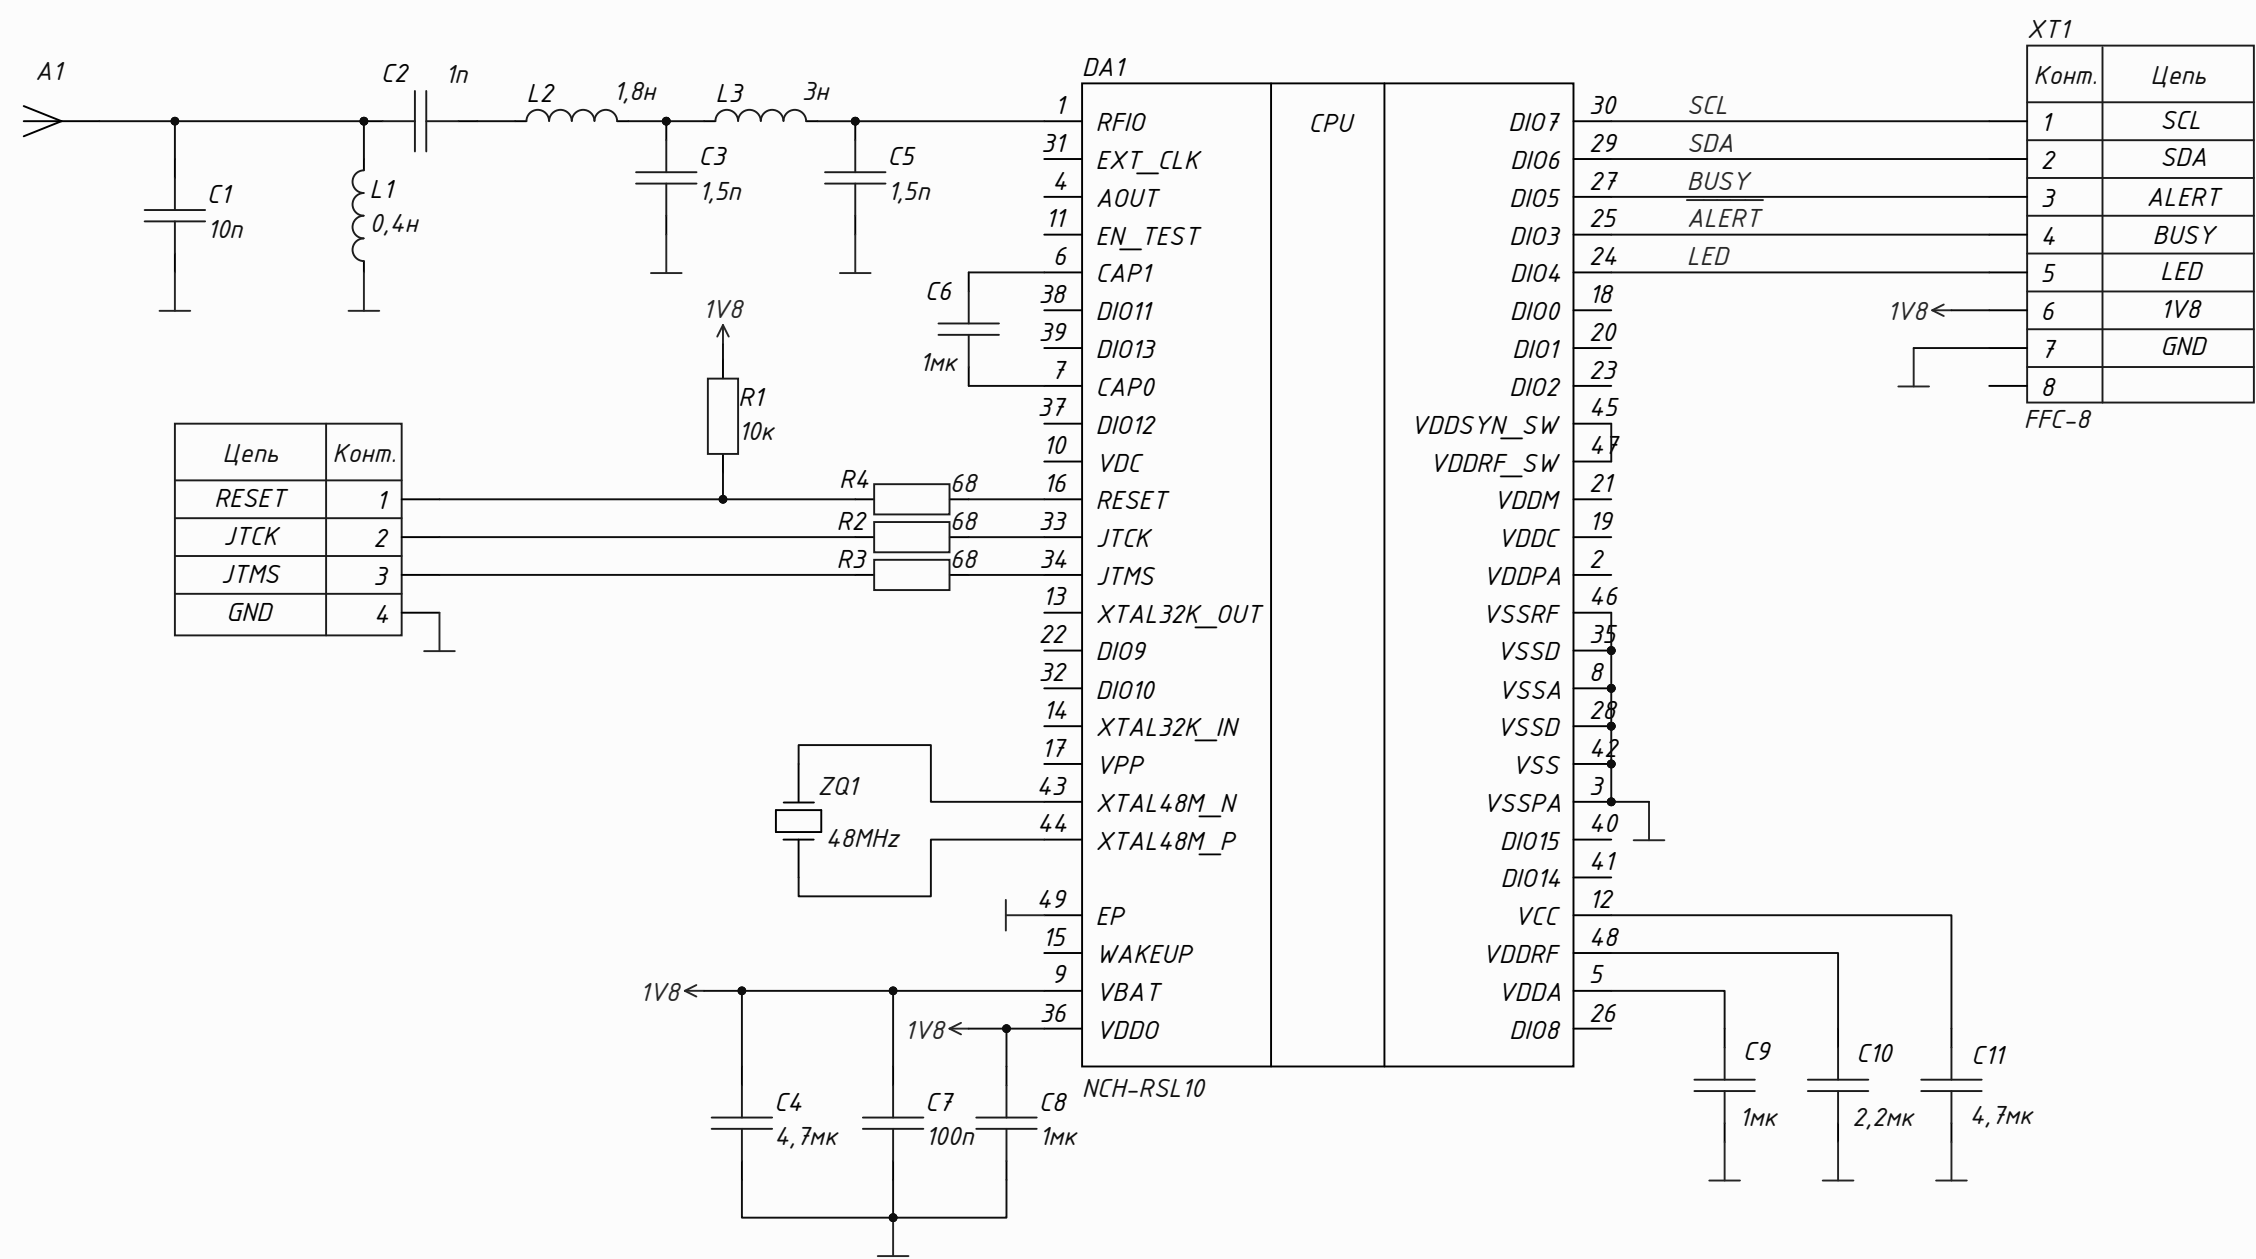 A1
C2 1п
L2 1,8н
L3 3н
C1
10п
L1
0,4н
C3
1,5п
C5
1,5п
C6
1мк
1V8
R1
10к
Цепь Конт.
RESET 1
JTCK 2
JTMS 3
GND 4
R4 68
R2 68
R3 68
ZQ1
48MHz
1V8
1V8
C4
4,7мк
C7
100п
C8
1мк
DA1
CPU
1 RFIO
31 EXT_CLK
4 AOUT
11 EN_TEST
6 CAP1
38 DIO11
39 DIO13
7 CAP0
37 DIO12
10 VDC
16 RESET
33 JTCK
34 JTMS
13 XTAL32K_OUT
22 DIO9
32 DIO10
14 XTAL32K_IN
17 VPP
43 XTAL48M_N
44 XTAL48M_P
49 EP
15 WAKEUP
9 VBAT
36 VDDO
DIO7 30 SCL
DIO6 29 SDA
DIO5 27 BUSY
DIO3 25 ALERT
DIO4 24 LED
DIO0 18
DIO1 20
DIO2 23
VDDSYN_SW 45
VDDRF_SW 47
VDDM 21
VDDC 19
VDDPA 2
VSSRF 46
VSSD 35
VSSA 8
VSSD 28
VSS 42
VSSPA 3
DIO15 40
DIO14 41
VCC 12
VDDRF 48
VDDA 5
DIO8 26
NCH-RSL10
C9
1мк
C10
2,2мк
C11
4,7мк
XT1
Конт. Цепь
1 SCL
2 SDA
3 ALERT
4 BUSY
5 LED
1V8 6 1V8
7 GND
8
FFC-8